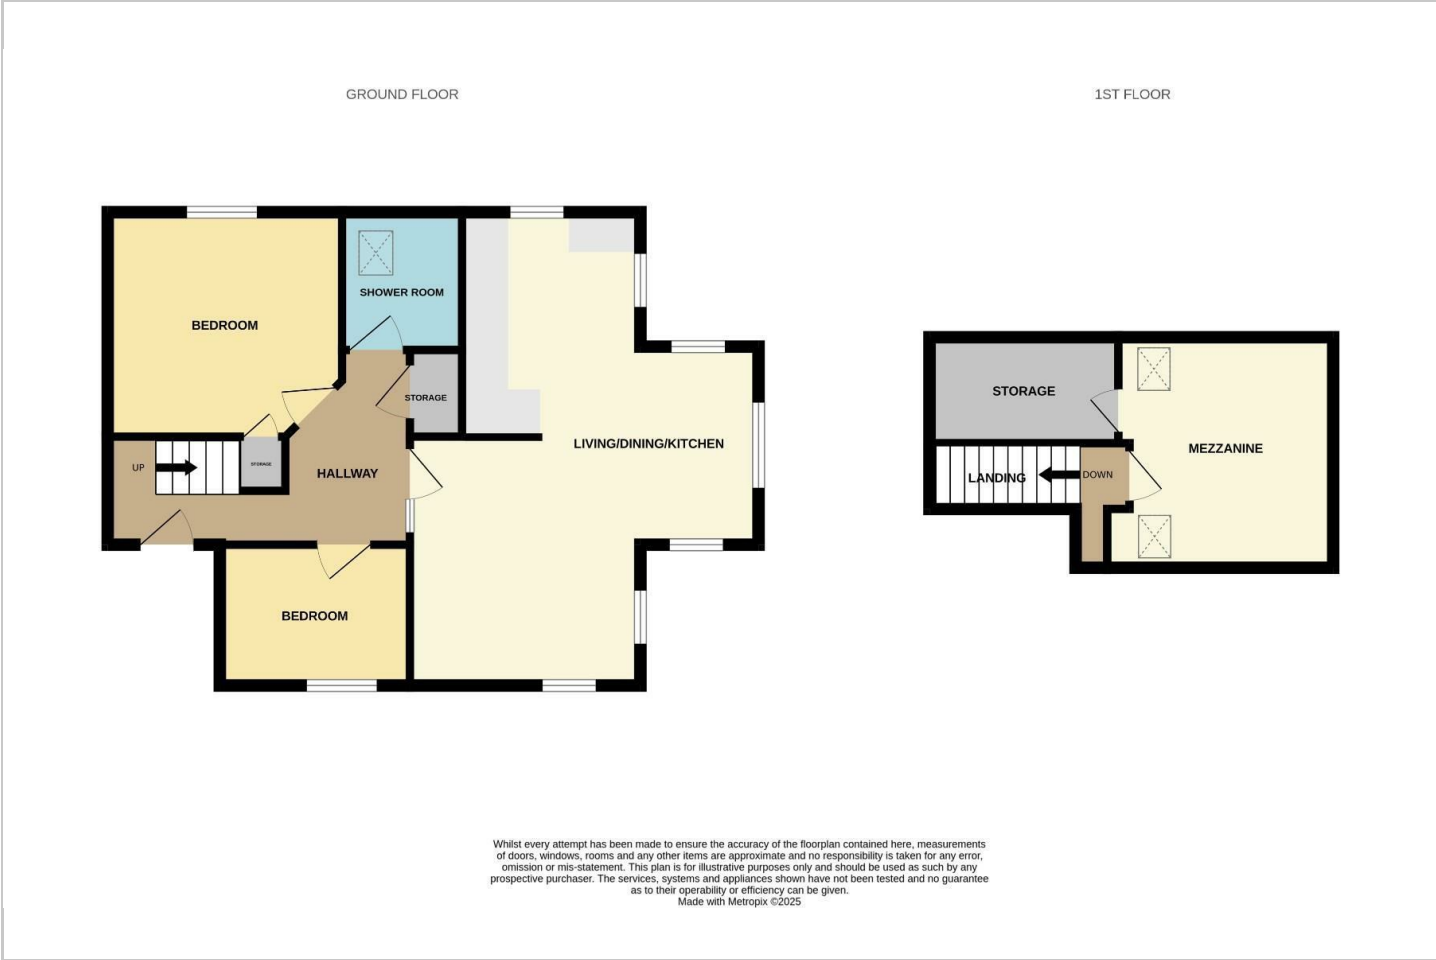 GROUND FLOOR
1ST FLOOR
BEDROOM
SHOWER ROOM
STORAGE
LIVING/DINING/KITCHEN
UP
STORAGE
HALLWAY
BEDROOM
STORAGE
MEZZANINE
LANDING
DOWN
Whilst every attempt has been made to ensure the accuracy of the floorplan contained here, measurements
of doors, windows, rooms and any other items are approximate and no responsibility is taken for any error,
omission or mis-statement. This plan is for illustrative purposes only and should be used as such by any
prospective purchaser. The services, systems and appliances shown have not been tested and no guarantee
as to their operability or efficiency can be given.
Made with Metropix ©2025